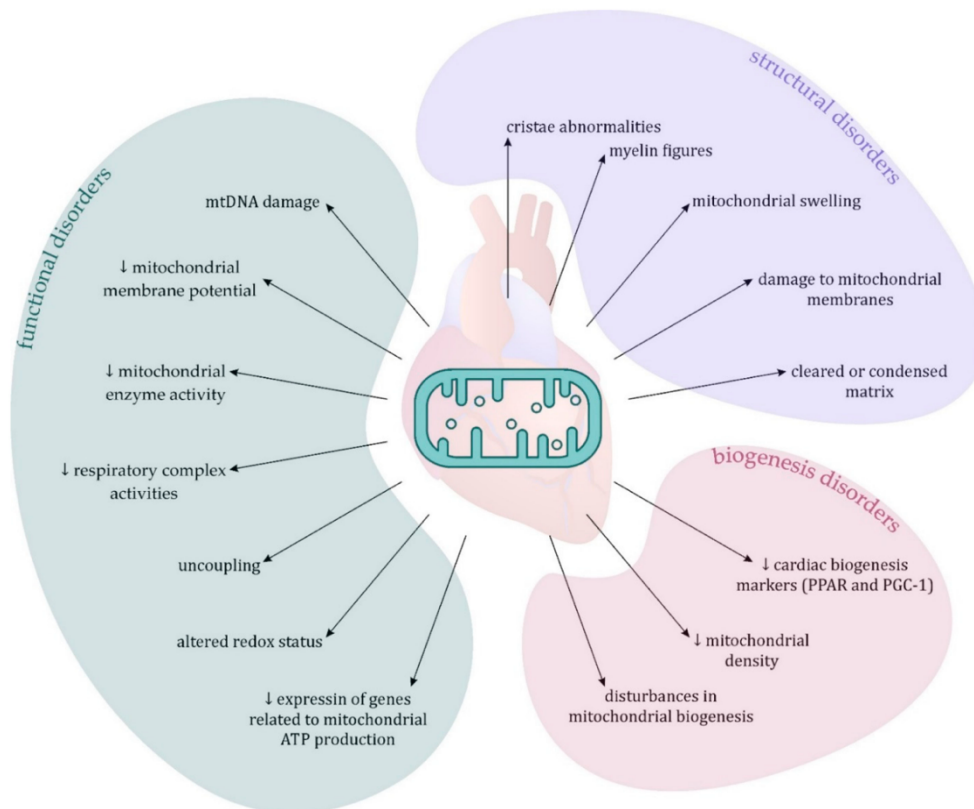 functional disorders
mtDNA damage
↓ mitochondrial
membrane potential
↓ mitochondrial
enzyme activity
↓ respiratory complex
activities
uncoupling
altered redox status
↓ expressin of genes
related to mitochondrial
ATP production
structural disorders
cristae abnormalities
myelin figures
mitochondrial swelling
damage to mitochondrial
membranes
cleared or condensed
matrix
biogenesis disorders
↓ cardiac biogenesis
markers (PPAR and PGC-1)
↓ mitochondrial
density
disturbances in
mitochondrial biogenesis